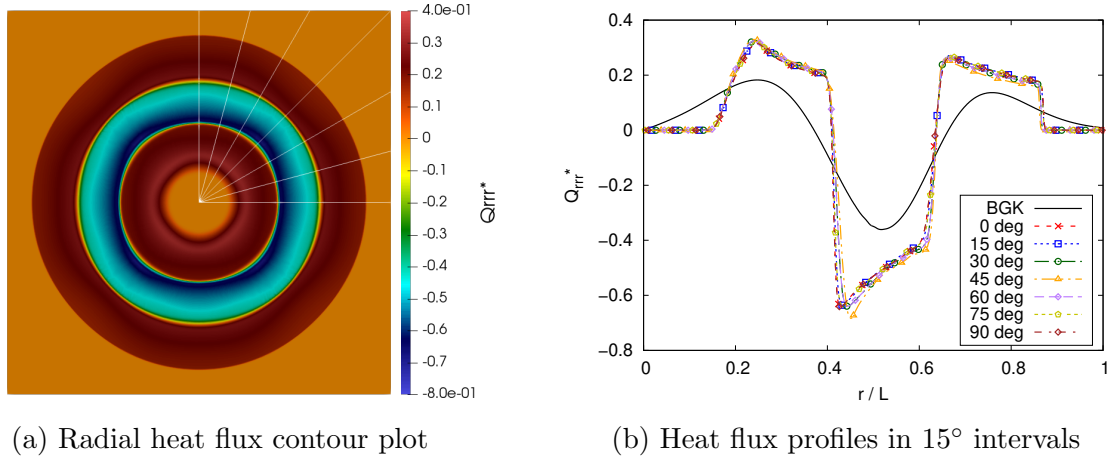 4.0e-01
0.3
0.2
0.1
0
-0.1
-0.2
-0.3
-0.4
-0.5
-0.6
-0.7
-8.0e-01
Qrrr*
0.4
0.2
0
−0.2
−0.4
−0.6
−0.8
Qrrr*
0
0.2
0.4
0.6
0.8
1
r / L
BGK
0 deg
15 deg
30 deg
45 deg
60 deg
75 deg
90 deg
(a) Radial heat flux contour plot
(b) Heat flux profiles in 15° intervals